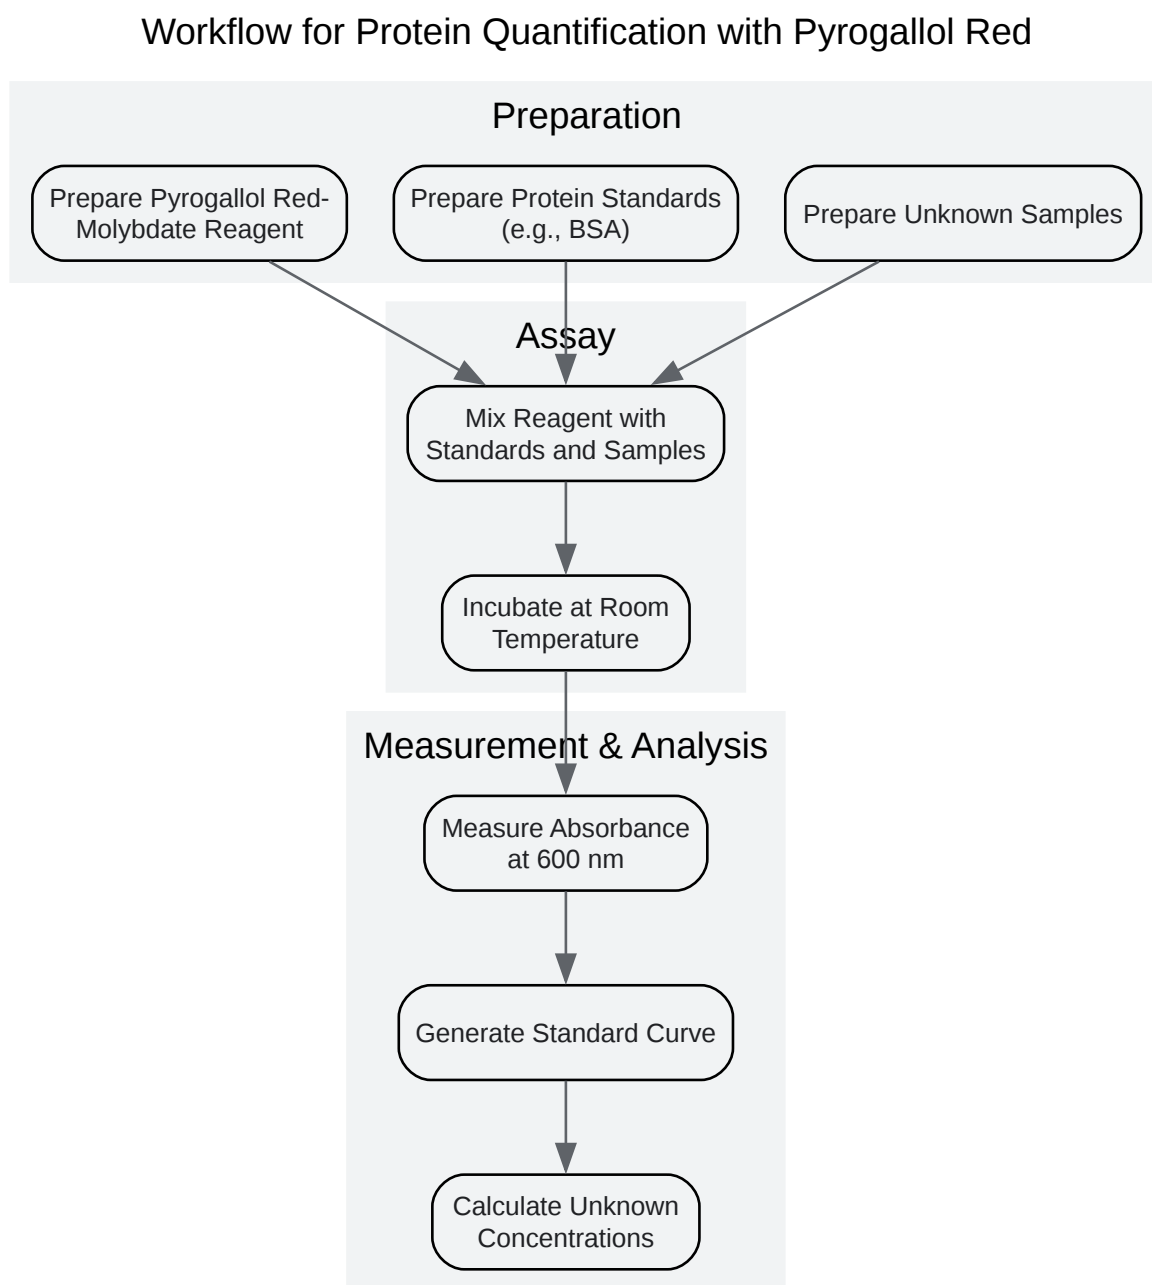 Workflow for Protein Quantification with Pyrogallol Red
Preparation
Prepare Pyrogallol Red-
Molybdate Reagent
Prepare Protein Standards
(e.g., BSA)
Prepare Unknown Samples
Assay
Mix Reagent with
Standards and Samples
Incubate at Room
Temperature
Measurement & Analysis
Measure Absorbance
at 600 nm
Generate Standard Curve
Calculate Unknown
Concentrations